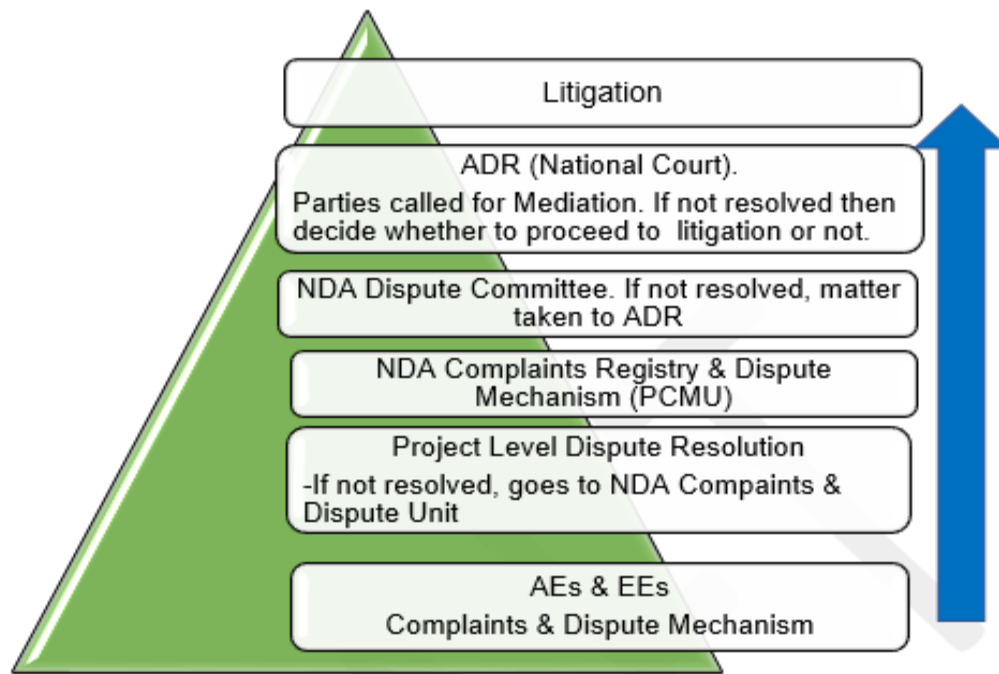 Litigation
ADR (National Court).
Parties called for Mediation. If not resolved then
decide whether to proceed to litigation or not.
NDA Dispute Committee. If not resolved, matter
taken to ADR
NDA Complaints Registry & Dispute
Mechanism (PCMU)
Project Level Dispute Resolution
-If not resolved, goes to NDA Compaints &
Dispute Unit
AEs & EEs
Complaints & Dispute Mechanism